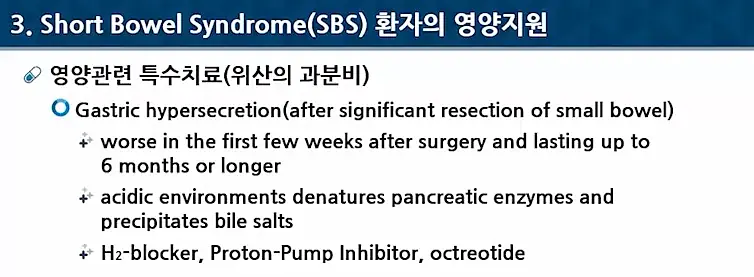 3. Short Bowel Syndrome(SBS) 환자의 영양지원
영양관련 특수치료(위산의 과분비)
Gastric hypersecretion(after significant resection of small bowel)
worse in the first few weeks after surgery and lasting up to
6 months or longer
acidic environments denatures pancreatic enzymes and
precipitates bile salts
H₂-blocker, Proton-Pump Inhibitor, octreotide